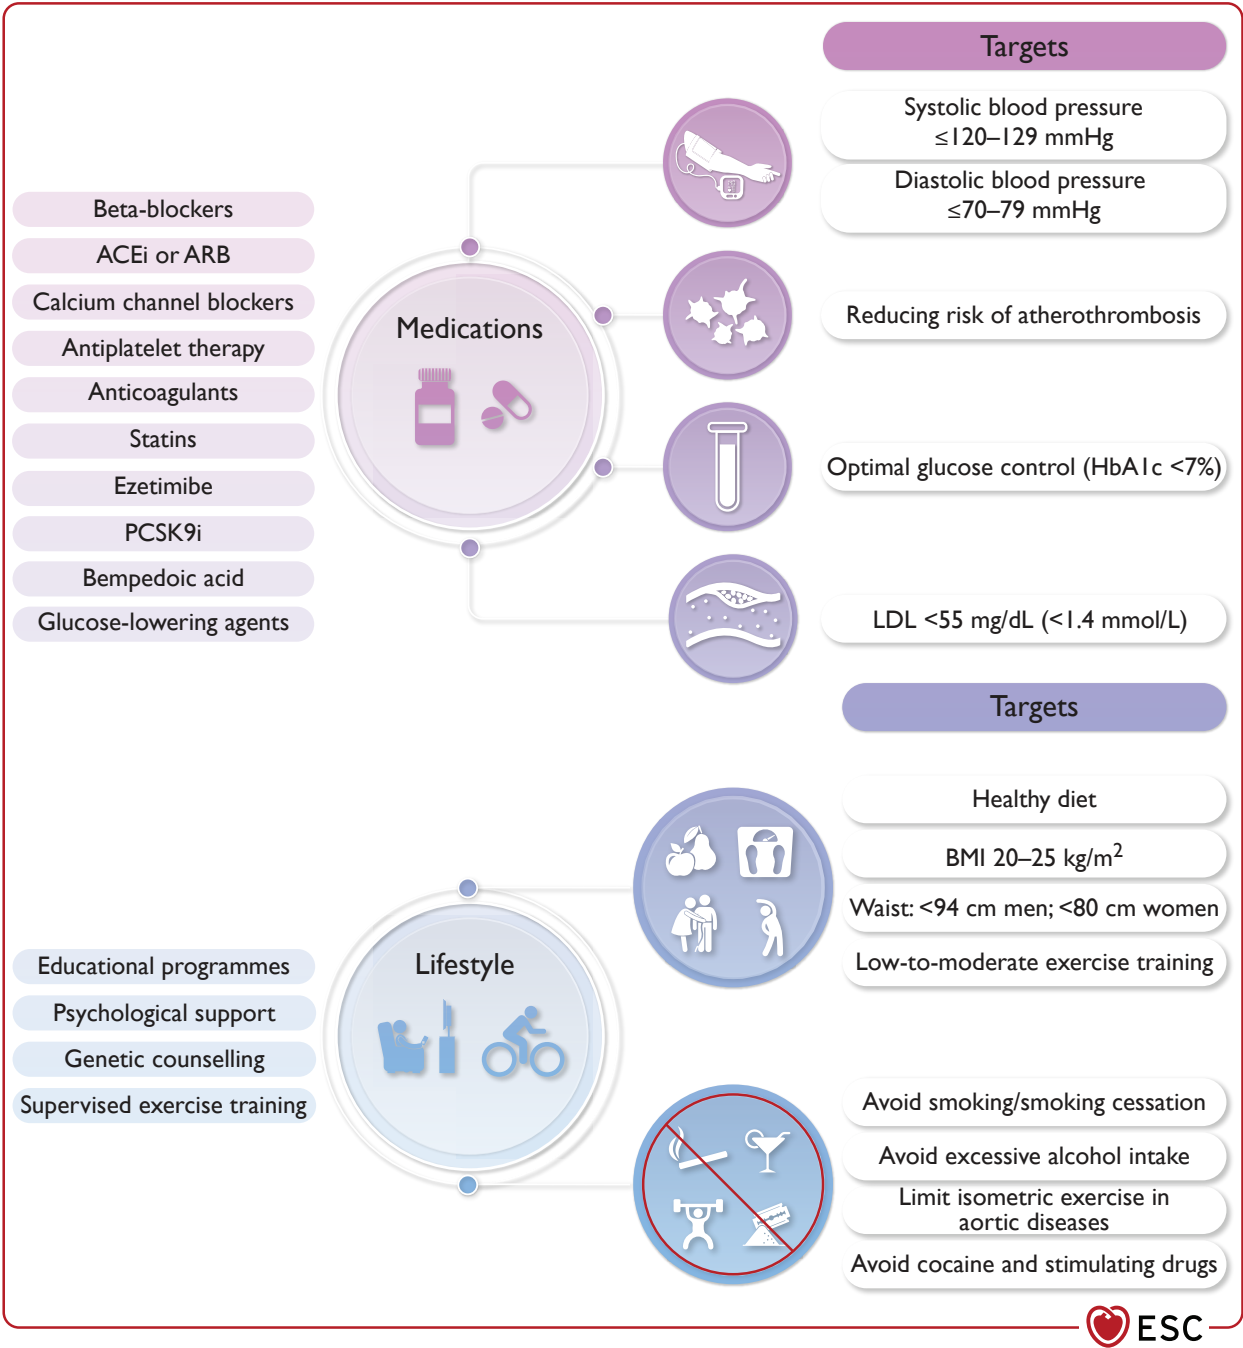 Targets
Systolic blood pressure
≤120–129 mmHg
Diastolic blood pressure
≤70–79 mmHg
Beta-blockers
ACEi or ARB
Calcium channel blockers
Antiplatelet therapy
Anticoagulants
Statins
Ezetimibe
PCSK9i
Bempedoic acid
Glucose-lowering agents
Medications
Reducing risk of atherothrombosis
Optimal glucose control (HbA1c <7%)
LDL <55 mg/dL (<1.4 mmol/L)
Targets
Healthy diet
BMI 20–25 kg/m²
Waist: <94 cm men; <80 cm women
Low-to-moderate exercise training
Educational programmes
Psychological support
Genetic counselling
Supervised exercise training
Lifestyle
Avoid smoking/smoking cessation
Avoid excessive alcohol intake
Limit isometric exercise in
aortic diseases
Avoid cocaine and stimulating drugs
ESC